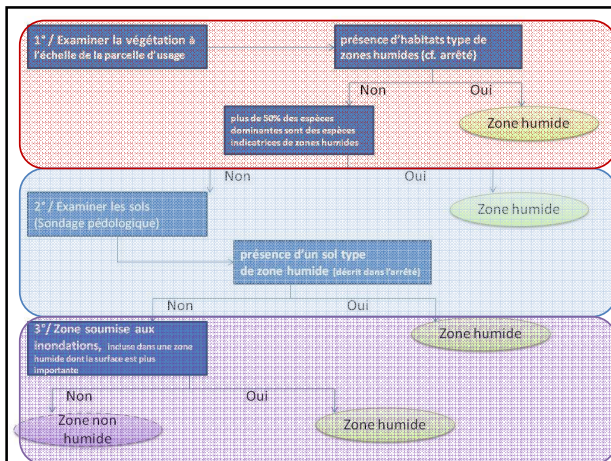 1°/ Examiner la végétation à
l'échelle de la parcelle d'usage
présence d'habitats type de
zones humides (cf. arrêté)
Non
Oui
plus de 50% des espèces
dominantes sont des espèces
indicatrices de zones humides
Zone humide
Non
Oui
2°/ Examiner les sols
(Sondage pédologique)
Zone humide
présence d'un sol type
de zone humide (décrit dans l'arrêté)
Non
Oui
3°/ Zone soumise aux
inondations, incluse dans une zone
humide dont la surface est plus
importante
Zone humide
Non
Oui
Zone non
humide
Zone humide